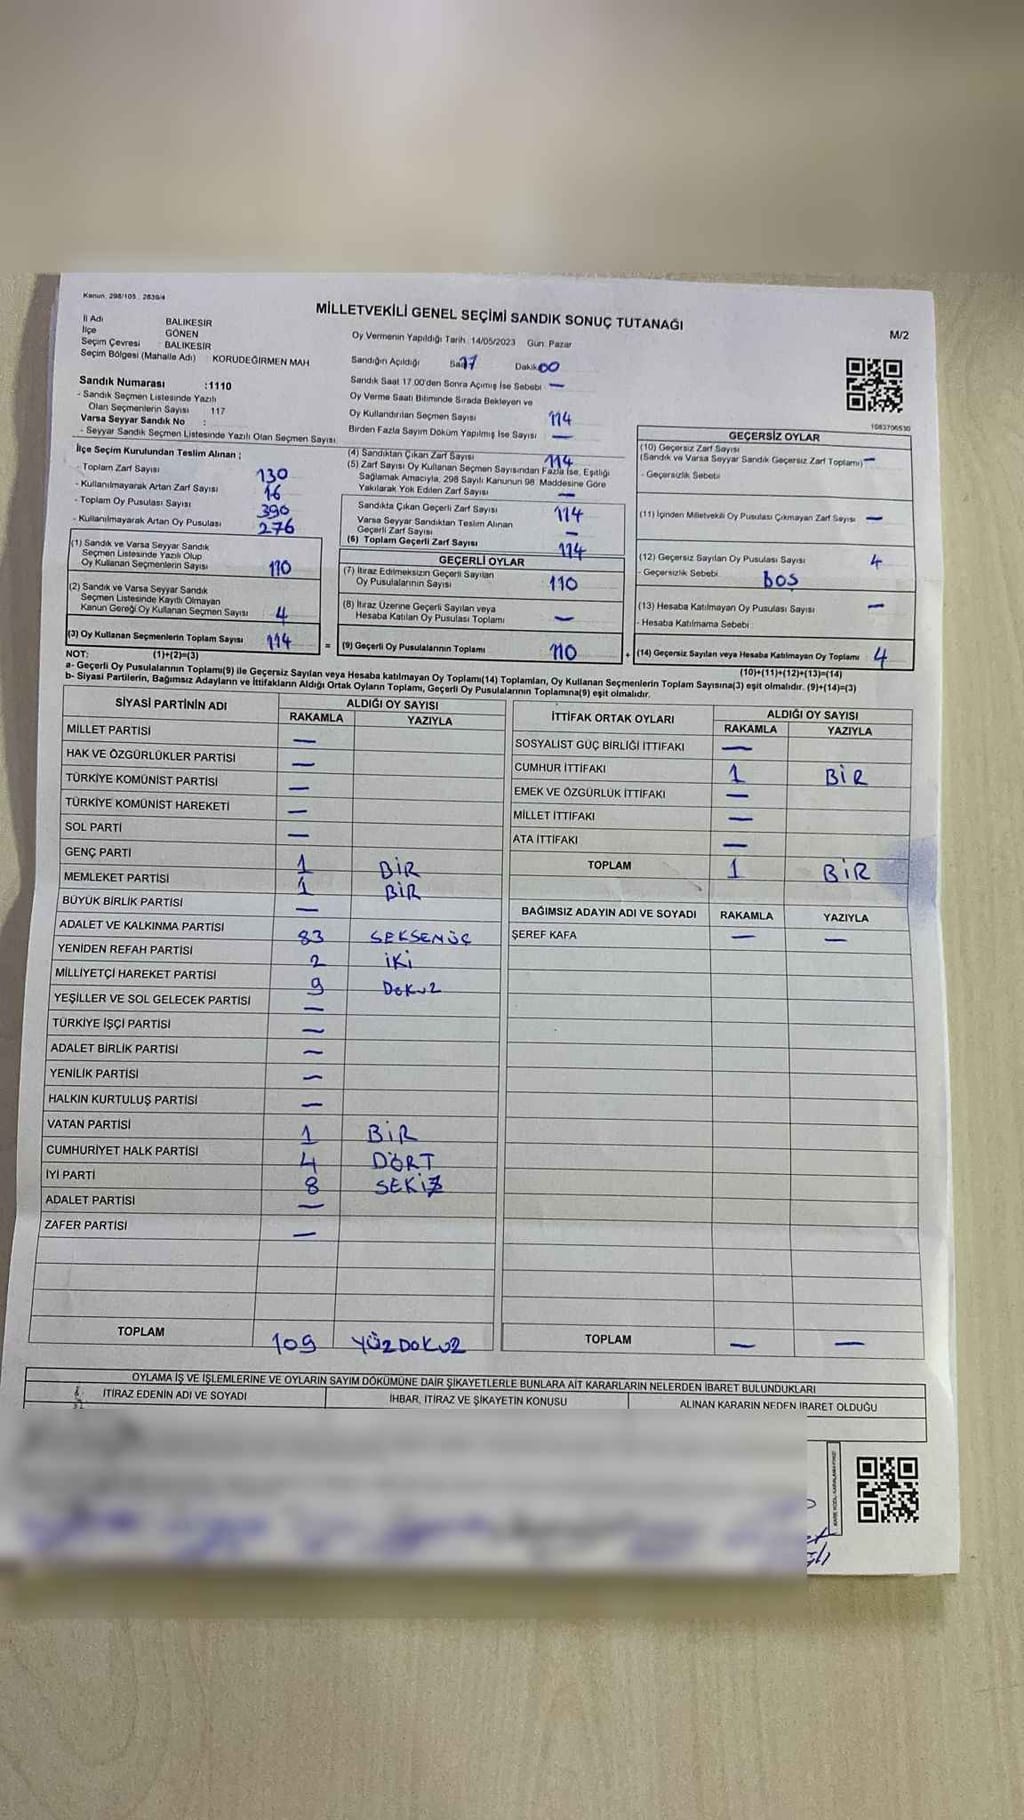 Kanun, 298/105 , 2839/4
MİLLETVEKİLİ GENEL SEÇİMİ SANDIK SONUÇ TUTANAĞI
M/2
İl Adı BALIKESİR
İlçe GÖNEN
Seçim Çevresi : BALIKESİR
Seçim Bölgesi (Mahalle Adı) : KORUDEĞİRMEN MAH
Sandık Numarası :1110
- Sandık Seçmen Listesinde Yazılı
Olan Seçmenlerin Sayısı 117
Varsa Seyyar Sandık No :
- Seyyar Sandık Seçmen Listesinde Yazılı Olan Seçmen Sayısı
İlçe Seçim Kurulundan Teslim Alınan ;
- Toplam Zarf Sayısı 130
- Kullanılmayarak Artan Zarf Sayısı 16
- Toplam Oy Pusulası Sayısı 390
- Kullanılmayarak Artan Oy Pusulası 276
(1) Sandık ve Varsa Seyyar Sandık
Seçmen Listesinde Yazılı Olup
Oy Kullanan Seçmenlerin Sayısı 110
(2) Sandık ve Varsa Seyyar Sandık
Seçmen Listesinde Kayıtlı Olmayan
Kanun Gereği Oy Kullanan Seçmen Sayısı 4
(3) Oy Kullanan Seçmenlerin Toplam Sayısı 114 =
Oy Vermenin Yapıldığı Tarih : 14/05/2023 Gün: Pazar
Sandığın Açıldığı 17 Dakik 00
Sandık Saat 17.00'den Sonra Açımış İse Sebebi : —
Oy Verme Saati Bitiminde Sırada Bekleyen ve
Oy Kullandırılan Seçmen Sayısı 114
Birden Fazla Sayım Döküm Yapılmış İse Sayısı —
(4) Sandıktan Çıkan Zarf Sayısı 114
(5) Zarf Sayısı Oy Kullanan Seçmen Sayısından Fazla İse, Eşitliği
Sağlamak Amacıyla, 298 Sayılı Kanunun 98. Maddesine Göre
Yakılarak Yok Edilen Zarf Sayısı —
Sandıkta Çıkan Geçerli Zarf Sayısı 114
Varsa Seyyar Sandıktan Teslim Alınan
Geçerli Zarf Sayısı —
(6) Toplam Geçerli Zarf Sayısı 114
GEÇERLİ OYLAR
(7) İtiraz Edilmeksizin Geçerli Sayılan
Oy Pusulalarının Sayısı 110
(8) İtiraz Üzerine Geçerli Sayılan veya
Hesaba Katılan Oy Pusulası Toplamı —
(9) Geçerli Oy Pusulalarının Toplamı 110 +
1083706530
GEÇERSİZ OYLAR
(10) Geçersiz Zarf Sayısı
(Sandık ve Varsa Seyyar Sandık Geçersiz Zarf Toplamı) —
- Geçersizlik Sebebi :
(11) İçinden Milletvekili Oy Pusulası Çıkmayan Zarf Sayısı —
(12) Geçersiz Sayılan Oy Pusulası Sayısı 4
- Geçersizlik Sebebi : BOŞ
(13) Hesaba Katılmayan Oy Pusulası Sayısı —
- Hesaba Katılmama Sebebi :
(14) Geçersiz Sayılan veya Hesaba Katılmayan Oy Toplamı 4
NOT: (1)+(2)=(3) (10)+(11)+(12)+(13)=(14)
a- Geçerli Oy Pusulalarının Toplamı(9) ile Geçersiz Sayılan veya Hesaba katılmayan Oy Toplamı(14) Toplamları, Oy Kullanan Seçmenlerin Toplam Sayısına(3) eşit olmalıdır. (9)+(14)=(3)
b- Siyasi Partilerin, Bağımsız Adayların ve İttifakların Aldığı Ortak Oyların Toplamı, Geçerli Oy Pusulalarının Toplamına(9) eşit olmalıdır.
SİYASİ PARTİNİN ADI ALDIĞI OY SAYISI
RAKAMLA YAZIYLA
MİLLET PARTİSİ —
HAK VE ÖZGÜRLÜKLER PARTİSİ —
TÜRKİYE KOMÜNİST PARTİSİ —
TÜRKİYE KOMÜNİST HAREKETİ —
SOL PARTİ —
GENÇ PARTİ 1 BİR
MEMLEKET PARTİSİ 1 BİR
BÜYÜK BİRLİK PARTİSİ —
ADALET VE KALKINMA PARTİSİ 83 SEKSENÜÇ
YENİDEN REFAH PARTİSİ 2 İKİ
MİLLİYETÇİ HAREKET PARTİSİ 9 DOKUZ
YEŞİLLER VE SOL GELECEK PARTİSİ —
TÜRKİYE İŞÇİ PARTİSİ —
ADALET BİRLİK PARTİSİ —
YENİLİK PARTİSİ —
HALKIN KURTULUŞ PARTİSİ —
VATAN PARTİSİ 1 BİR
CUMHURİYET HALK PARTİSİ 4 DÖRT
İYİ PARTİ 8 SEKİZ
ADALET PARTİSİ —
ZAFER PARTİSİ —
TOPLAM 109 YÜZDOKUZ
İTTİFAK ORTAK OYLARI ALDIĞI OY SAYISI
RAKAMLA YAZIYLA
SOSYALIST GÜÇ BİRLİĞİ İTTİFAKI —
CUMHUR İTTİFAKI 1 BİR
EMEK VE ÖZGÜRLÜK İTTİFAKI —
MİLLET İTTİFAKI —
ATA İTTİFAKI —
TOPLAM 1 BİR
BAĞIMSIZ ADAYIN ADI VE SOYADI RAKAMLA YAZIYLA
ŞEREF KAFA — —
TOPLAM — —
OYLAMA İŞ VE İŞLEMLERİNE VE OYLARIN SAYIM DÖKÜMÜNE DAİR ŞİKAYETLERLE BUNLARA AİT KARARLARIN NELERDEN İBARET BULUNDUKLARI
İTİRAZ EDENİN ADI VE SOYADI İHBAR, İTİRAZ VE ŞİKAYETİN KONUSU ALINAN KARARIN NEDEN İBARET OLDUĞU